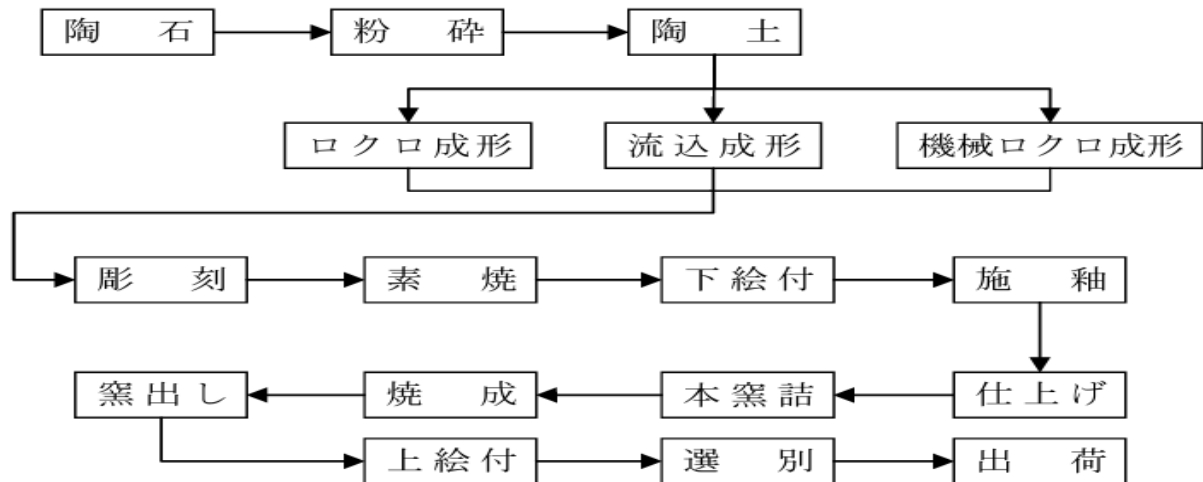 陶石
粉砕
陶土
ロクロ成形
流込成形
機械ロクロ成形
彫刻
素焼
下絵付
施釉
仕上げ
本窯詰
焼成
窯出し
上絵付
選別
出荷